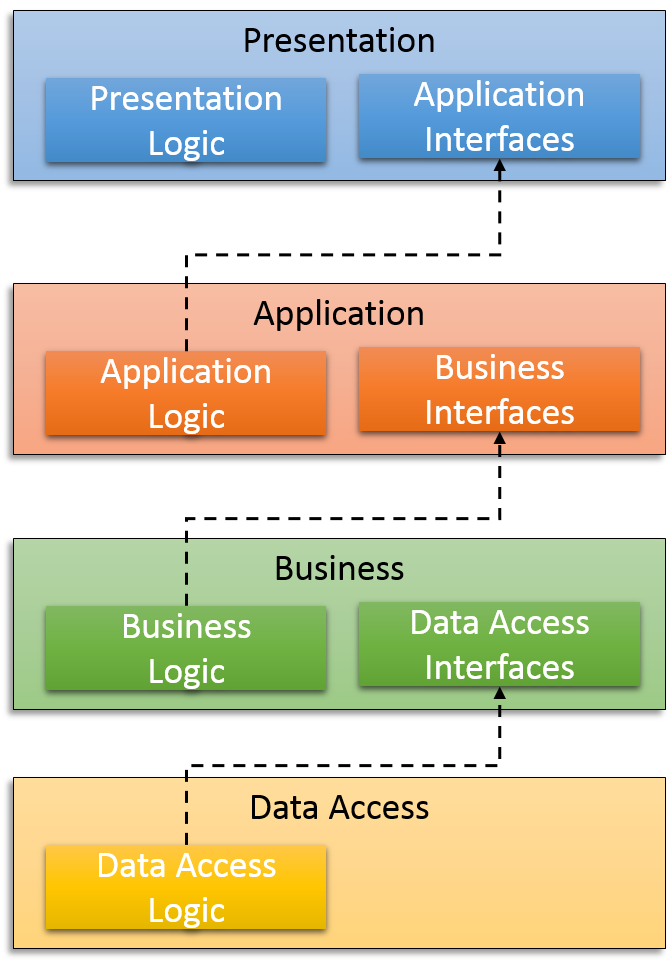 Presentation
Presentation
Logic
Application
Interfaces
Application
Application
Logic
Business
Interfaces
Business
Business
Logic
Data Access
Interfaces
Data Access
Data Access
Logic